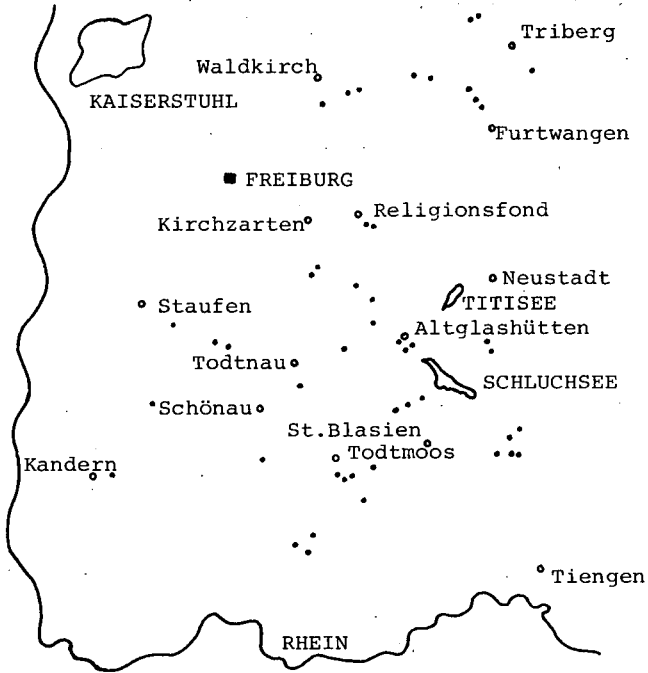 Triberg
Waldkirch
KAISERSTUHL
Furtwangen
FREIBURG
Religionsfond
Kirchzarten
Neustadt
Staufen
TITISEE
Altglashütten
Todtnau
SCHLUCHSEE
Schönau
St.Blasien
Todtmoos
Kandern
Tiengen
RHEIN